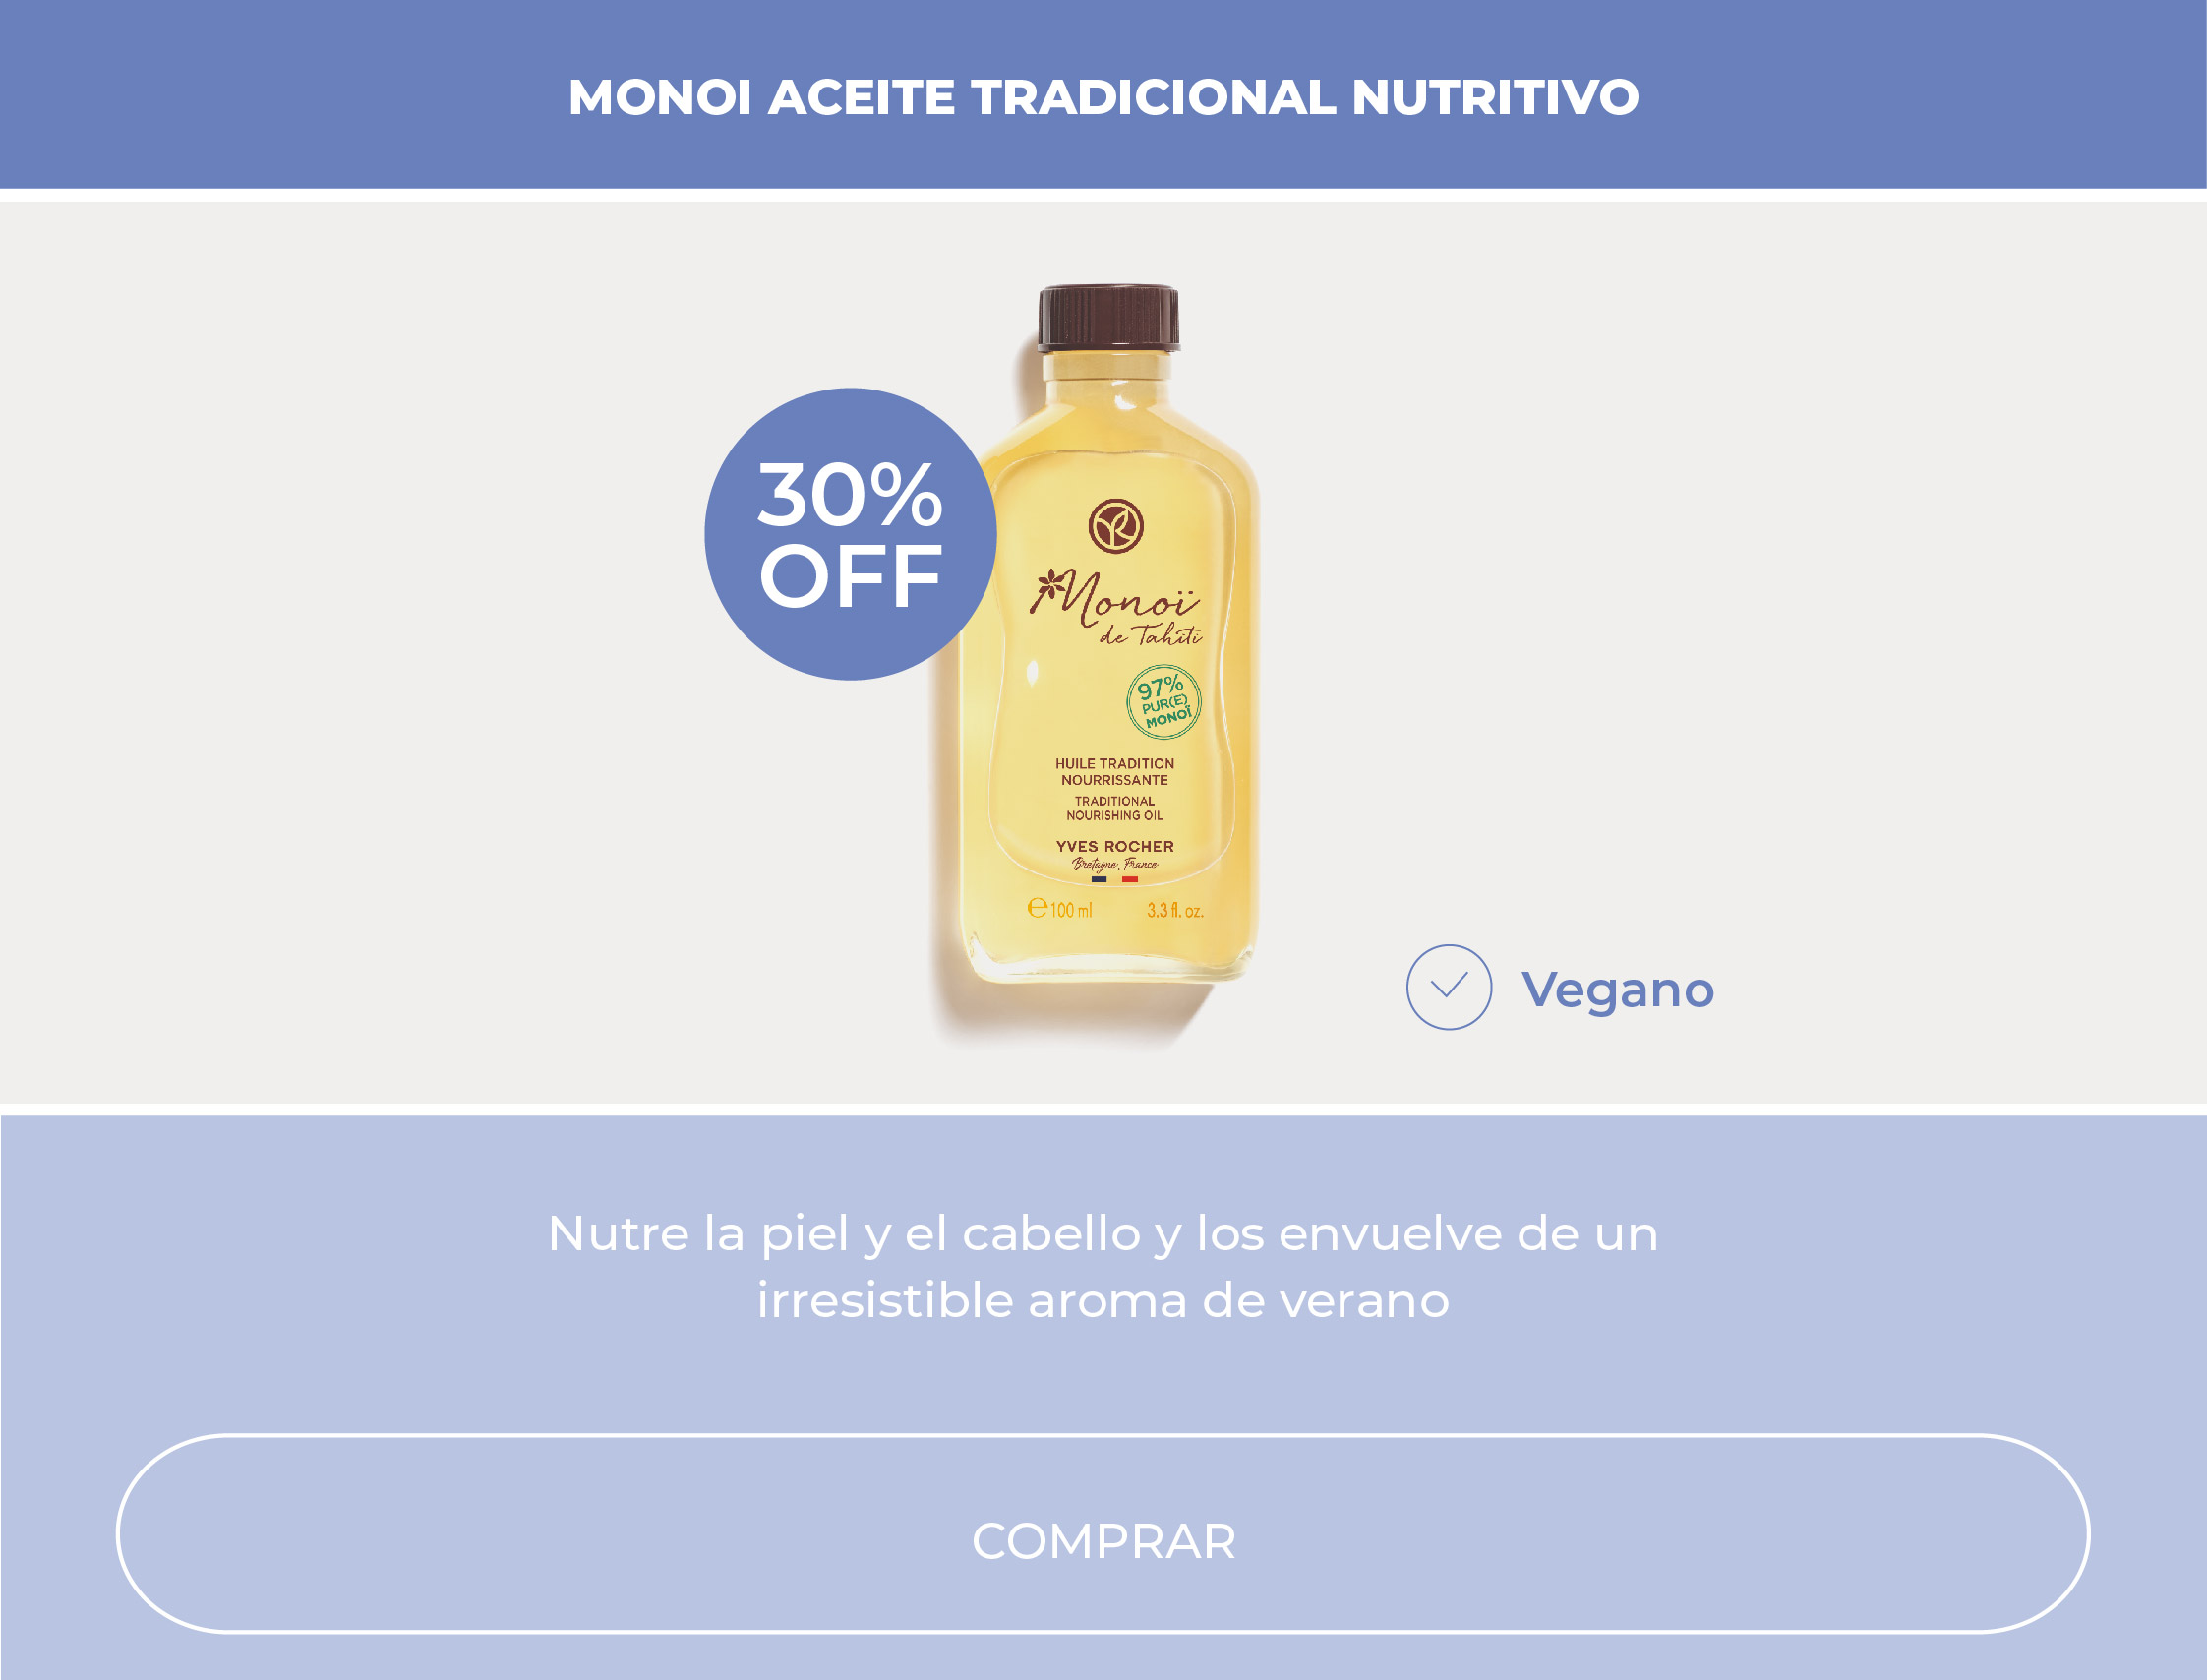 MONOI ACEITE TRADICIONAL NUTRITIVO
30%
OFF
Monoï
de Tahiti
97%
PUR(E)
MONOÏ
HUILE TRADITION
NOURRISSANTE
TRADITIONAL
NOURISHING OIL
YVES ROCHER
Bretagne, France
℮ 100 ml 3.3 fl. oz.
Vegano
Nutre la piel y el cabello y los envuelve de un
irresistible aroma de verano
COMPRAR